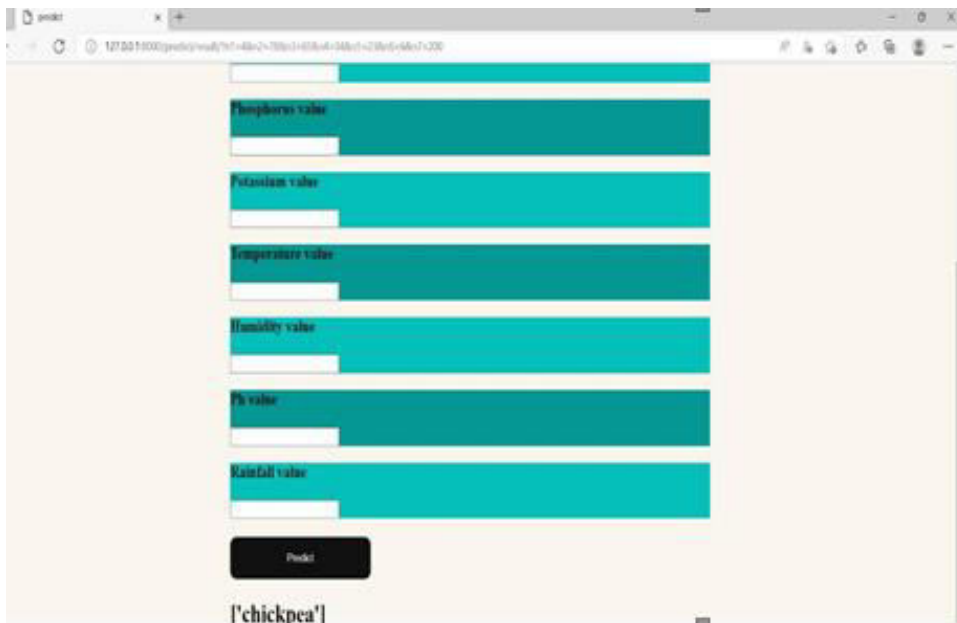 predict
Phosphorus value
Potassium value
Temperature value
Humidity value
Ph value
Rainfall value
Predict
['chickpea']